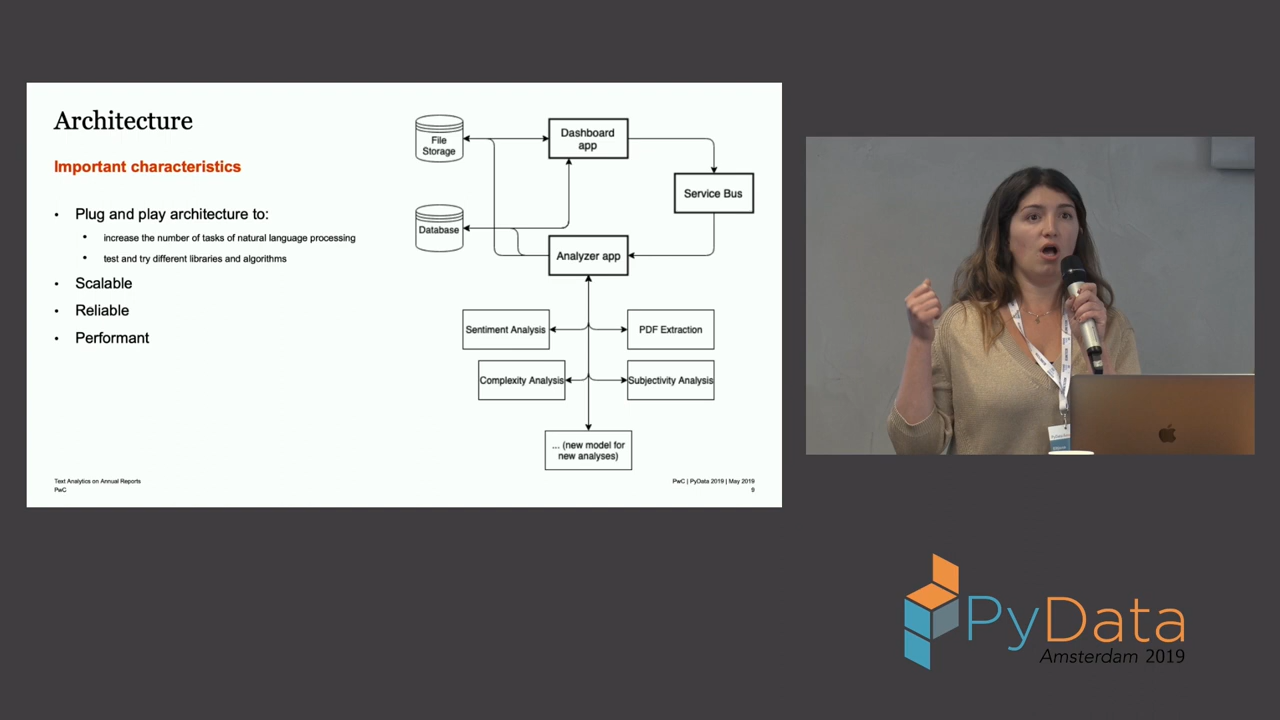 Architecture
Important characteristics
• Plug and play architecture to:
• increase the number of tasks of natural language processing
• test and try different libraries and algorithms
• Scalable
• Reliable
• Performant
File
Storage
Dashboard
app
Service Bus
Database
Analyzer app
Sentiment Analysis
PDF Extraction
Complexity Analysis
Subjectivity Analysis
... (new model for
new analyses)
Text Analytics on Annual Reports
PwC
PwC | PyData 2019 | May 2019
9
PyData
Amsterdam 2019